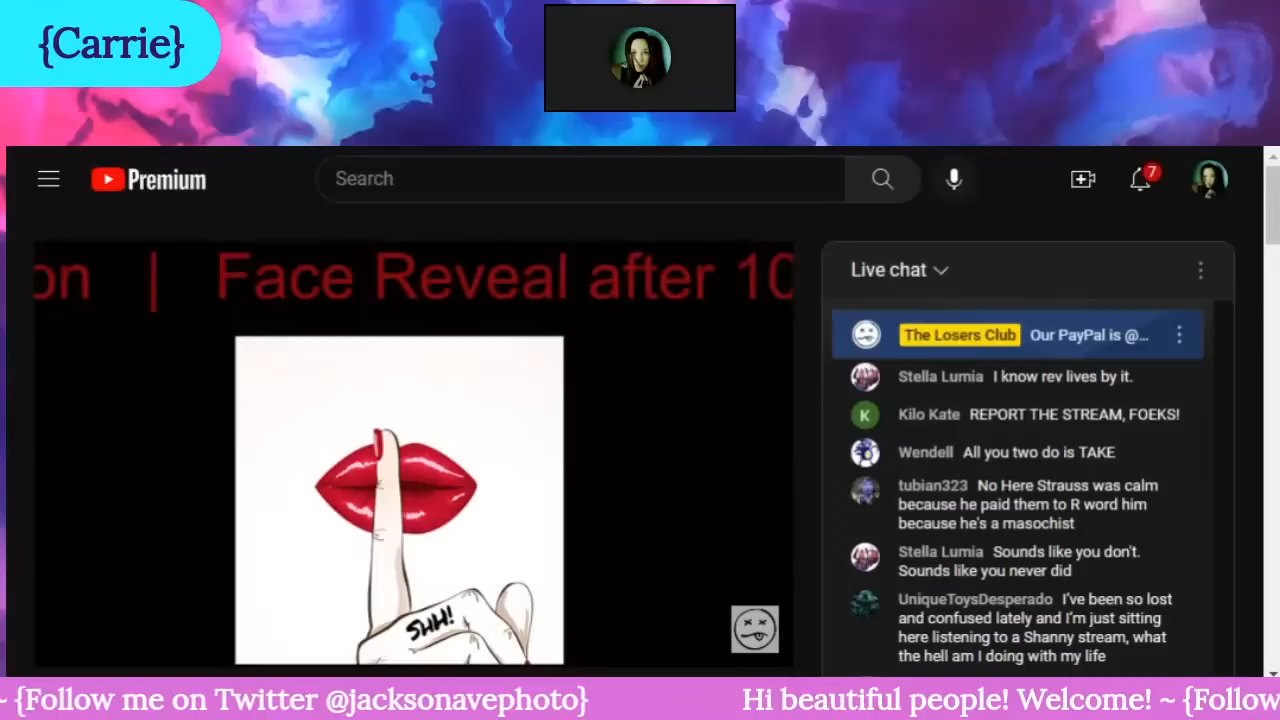 {Carrie}
Premium
Search
7
on | Face Reveal after 10
SHH!
Live chat
The Losers Club Our PayPal is @...
Stella Lumia I know rev lives by it.
K
Kilo Kate REPORT THE STREAM, FOEKS!
Wendell All you two do is TAKE
tubian323 No Here Strauss was calm
because he paid them to R word him
because he's a masochist
Stella Lumia Sounds like you don't.
Sounds like you never did
UniqueToysDesperado I've been so lost
and confused lately and I'm just sitting
here listening to a Shanny stream, what
the hell am I doing with my life
~ {Follow me on Twitter @jacksonavephoto} Hi beautiful people! Welcome! ~ {Follow